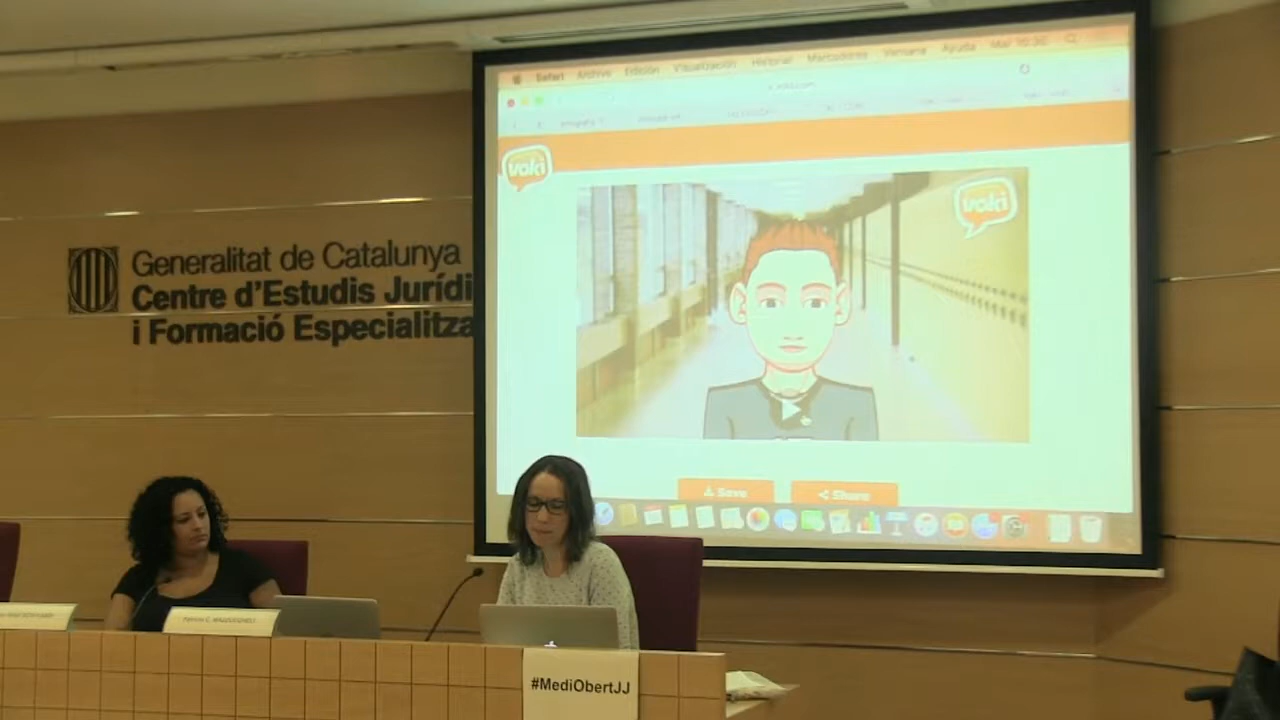 Safari Archivo Edición Visualización Historial Marcadores Ventana Ayuda
voki
voki
Generalitat de Catalunya
Centre d'Estudis Jurídi
i Formació Especialitza
Save
Share
#MediObertJJ